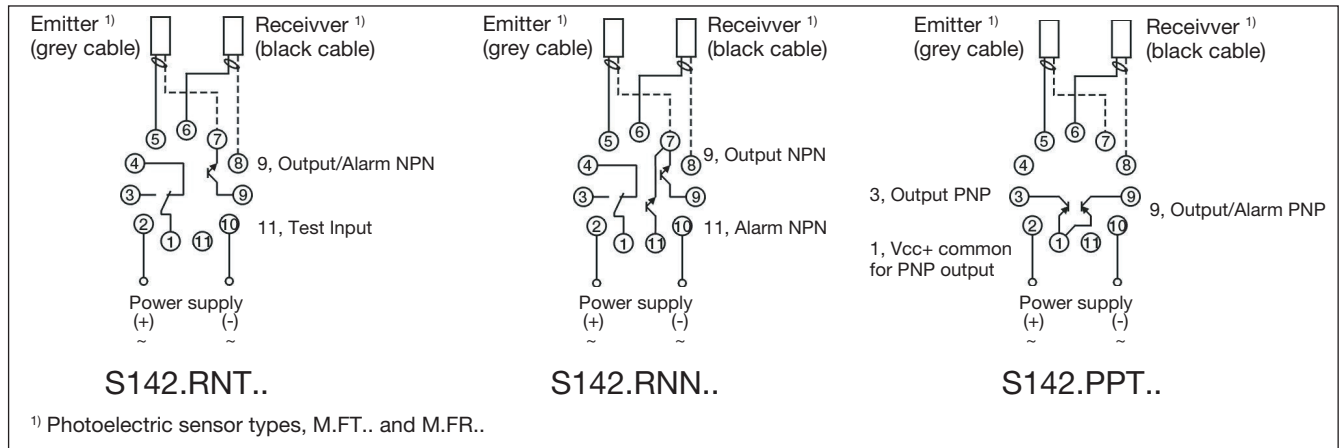 Emitter 1)
(grey cable)
Receivver 1)
(black cable)
5
6
7
4
8
9, Output/Alarm NPN
3
9
2
1
11
10
11, Test Input
Power supply
(+)
(-)
~
~
S142.RNT..
Emitter 1)
(grey cable)
Receivver 1)
(black cable)
5
6
7
4
8
9, Output NPN
3
9
2
1
11
10
11, Alarm NPN
Power supply
(+)
(-)
~
~
S142.RNN..
Emitter 1)
(grey cable)
Receivver 1)
(black cable)
5
6
7
4
8
3, Output PNP
3
9
9, Output/Alarm PNP
2
1
11
10
1, Vcc+ common
for PNP output
Power supply
(+)
(-)
~
~
S142.PPT..
1) Photoelectric sensor types, M.FT.. and M.FR..